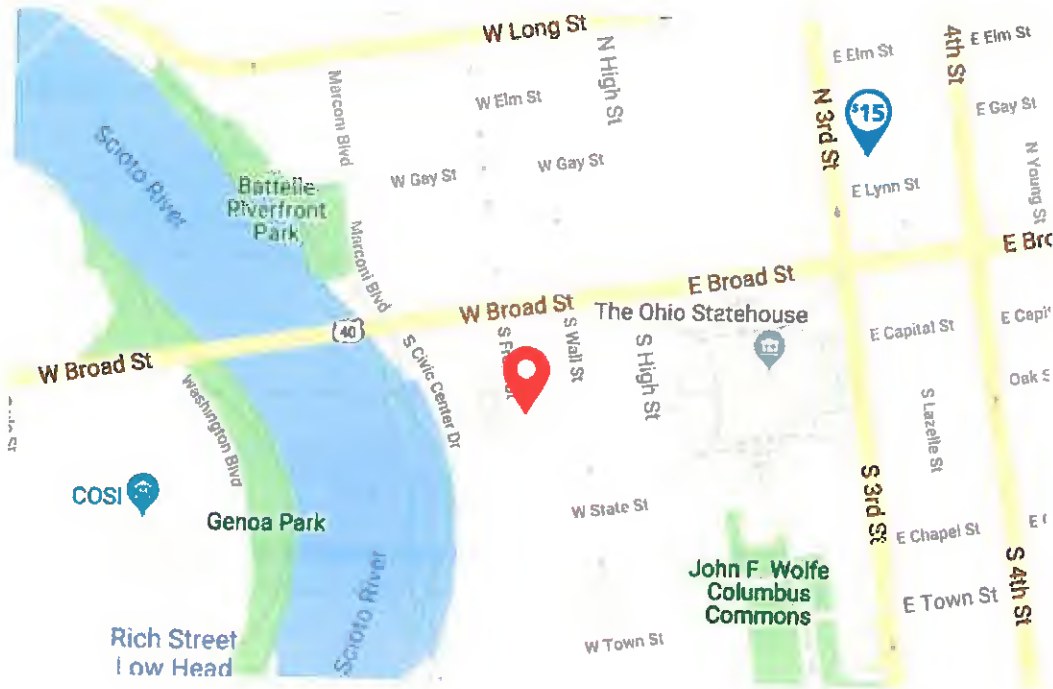 W Long St
N High St
E Elm St
4th St
E Elm St
Marconi Blvd
W Elm St
N 3rd St
$15
E Gay St
Scioto River
W Gay St
W Gay St
N Young St
Battelle
Riverfront
Park
E Lynn St
Marconi Blvd
E Bro
E Broad St
W Broad St
The Ohio Statehouse
40
E Capital St
E Capit
S Wall St
S High St
S Civic Center Dr
W Broad St
Washington Blvd
Oak S
S Lazelle St
COSI
S 3rd St
W State St
Genoa Park
E Chapel St
John F. Wolfe
Columbus
Commons
S 4th St
E Town St
Scioto River
Rich Street
Low Head
W Town St